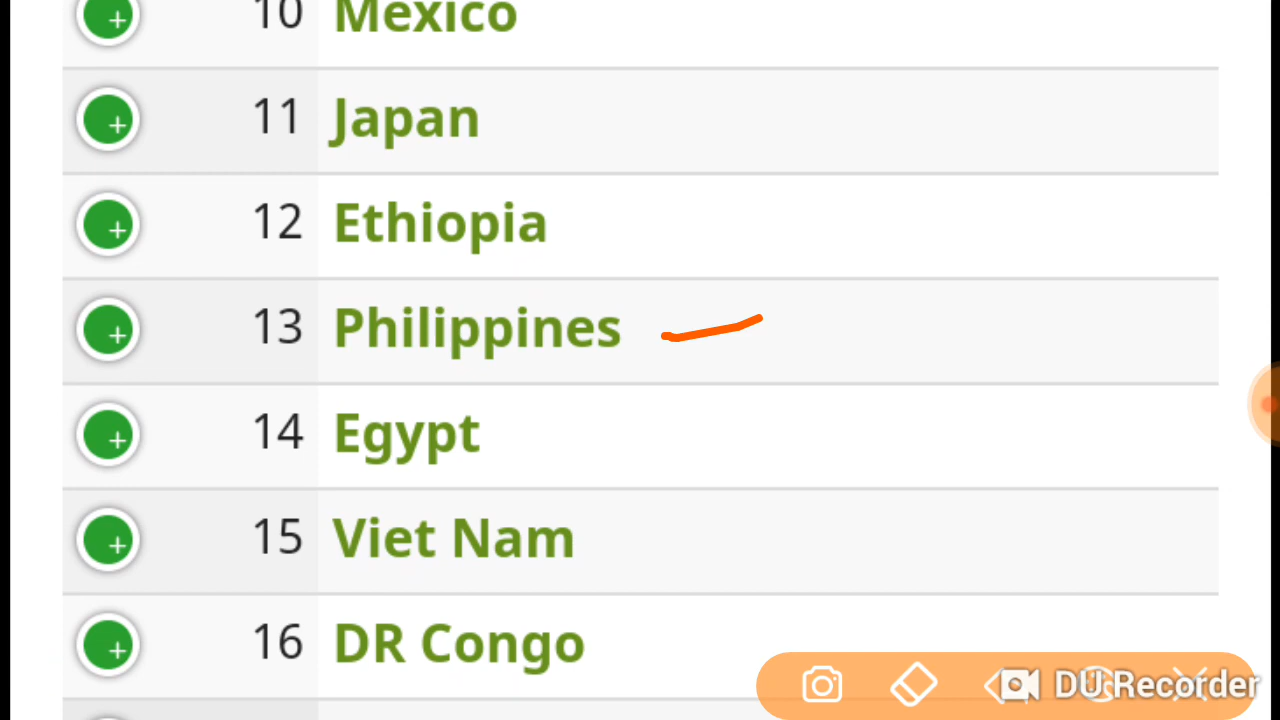 10 Mexico
11 Japan
12 Ethiopia
13 Philippines
14 Egypt
15 Viet Nam
16 DR Congo
DU Recorder